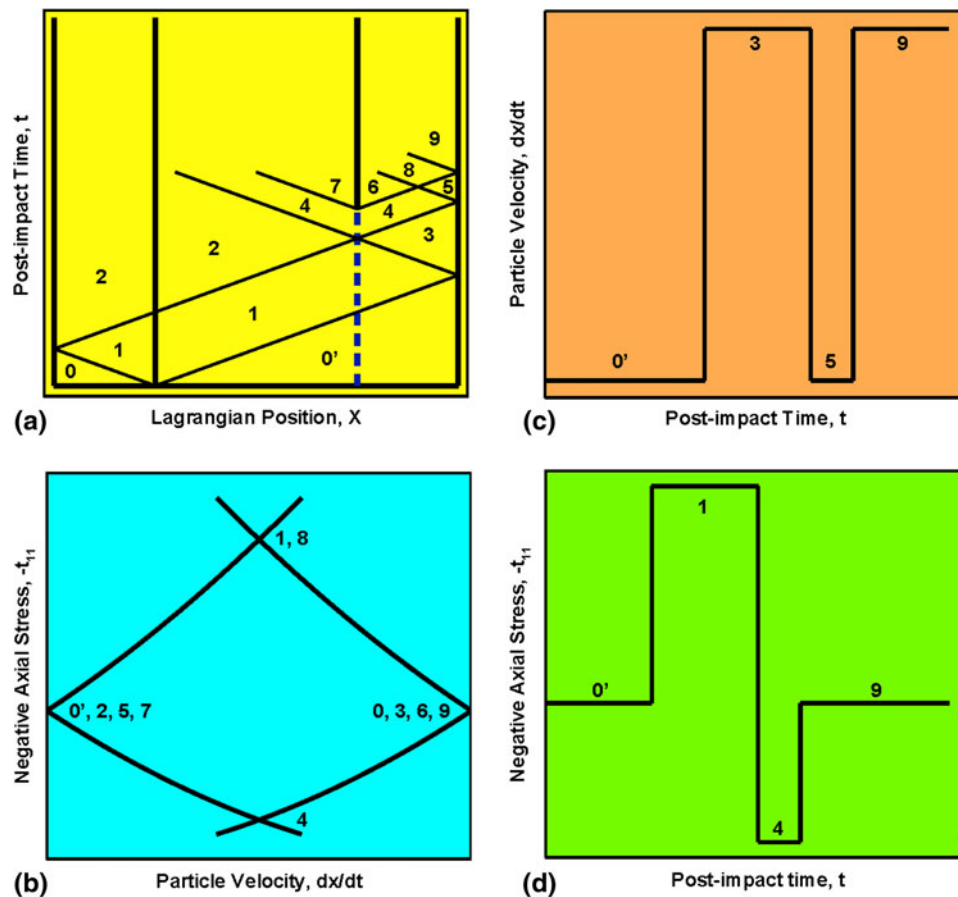 Post-impact Time, t
9
8
7
6
5
4
4
3
2
2
1
1
0'
0
(a)
Lagrangian Position, X
Particle Velocity, dx/dt
3
9
0'
5
(c)
Post-impact Time, t
Negative Axial Stress, -t₁₁
1, 8
0', 2, 5, 7
0, 3, 6, 9
4
(b)
Particle Velocity, dx/dt
Negative Axial Stress, -t₁₁
1
0'
9
4
(d)
Post-impact time, t